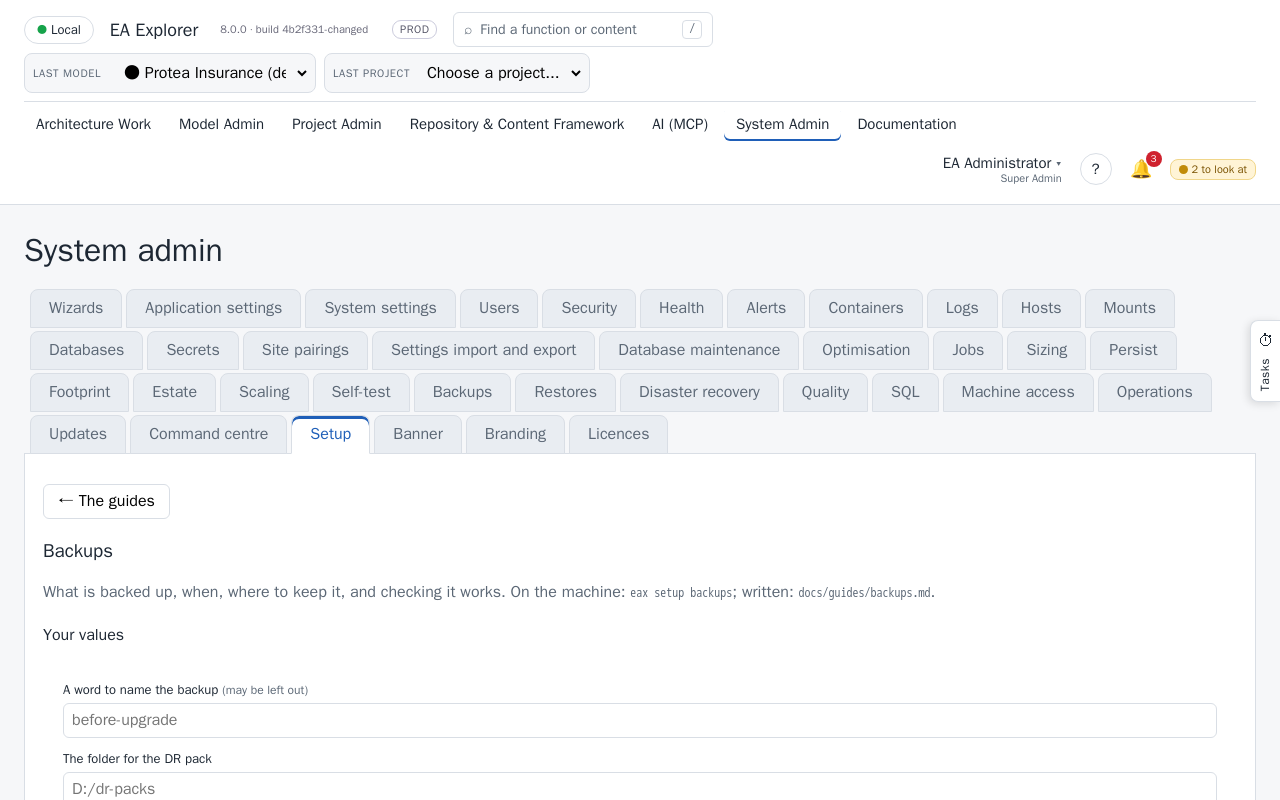 Local
EA Explorer
8.0.0 · build 4b2f331-changed
PROD
Find a function or content
/
LAST MODEL
Protea Insurance (de
LAST PROJECT
Choose a project...
Architecture Work
Model Admin
Project Admin
Repository & Content Framework
AI (MCP)
System Admin
Documentation
EA Administrator
Super Admin
?
3
2 to look at
System admin
Wizards
Application settings
System settings
Users
Security
Health
Alerts
Containers
Logs
Hosts
Mounts
Databases
Secrets
Site pairings
Settings import and export
Database maintenance
Optimisation
Jobs
Sizing
Persist
Footprint
Estate
Scaling
Self-test
Backups
Restores
Disaster recovery
Quality
SQL
Machine access
Operations
Updates
Command centre
Setup
Banner
Branding
Licences
Tasks
← The guides
Backups
What is backed up, when, where to keep it, and checking it works. On the machine: eax setup backups; written: docs/guides/backups.md.
Your values
A word to name the backup (may be left out)
before-upgrade
The folder for the DR pack
D:/dr-packs